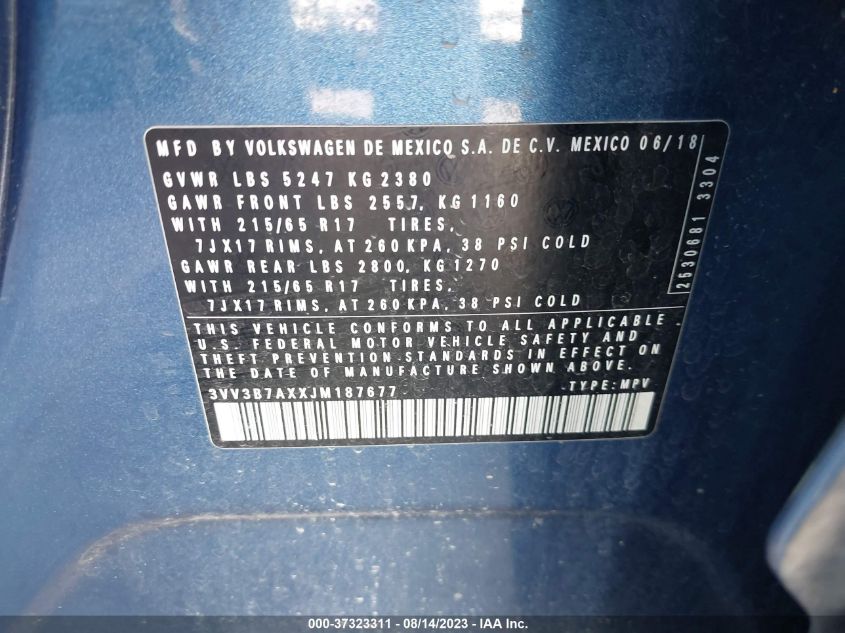 MFD BY VOLKSWAGEN DE MEXICO S.A. DE C.V. MEXICO 06/18
GVWR LBS 5247 KG 2380
GAWR FRONT LBS 2557, KG 1160
WITH 215/65 R17 TIRES,
7JX17 RIMS, AT 260 KPA, 38 PSI COLD
GAWR REAR LBS 2800, KG 1270
WITH 215/65 R17 TIRES,
7JX17 RIMS, AT 260 KPA, 38 PSI COLD
2530681 3304
THIS VEHICLE CONFORMS TO ALL APPLICABLE
U.S. FEDERAL MOTOR VEHICLE SAFETY AND
THEFT PREVENTION STANDARDS IN EFFECT ON
THE DATE OF MANUFACTURE SHOWN ABOVE.
3VV3B7AXXJM187677 TYPE: MPV
000-37323311 - 08/14/2023 - IAA Inc.